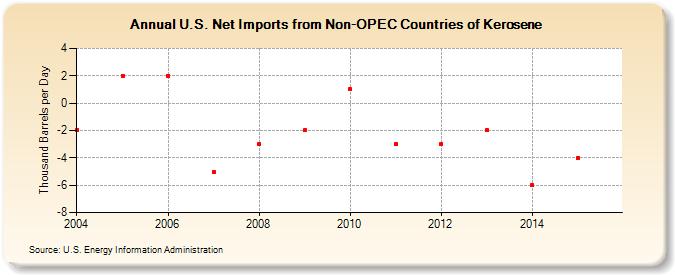 Annual U.S. Net Imports from Non-OPEC Countries of Kerosene
Thousand Barrels per Day
4
2
0
-2
-4
-6
-8
2004 2006 2008 2010 2012 2014
Source: U.S. Energy Information Administration